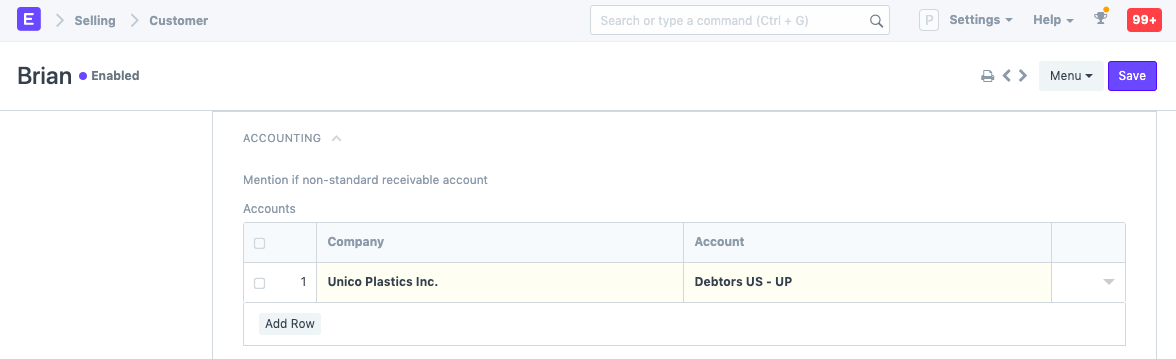 E Selling Customer Search or type a command (Ctrl + G) P Settings Help 99+
Brian Enabled Menu Save
ACCOUNTING
Mention if non-standard receivable account
Accounts
Company Account
1 Unico Plastics Inc. Debtors US - UP
Add Row